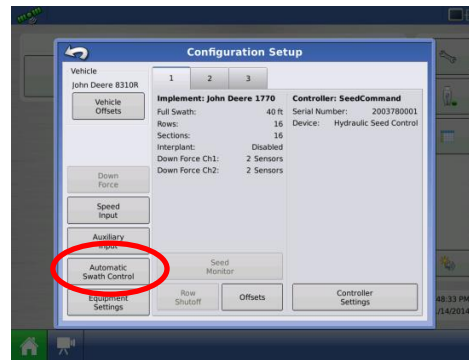 Configuration Setup
Vehicle
John Deere 8310R
Vehicle
Offsets
Down
Force
Speed
Input
Auxiliary
Input
Automatic
Swath Control
Equipment
Settings
1 2 3
Implement: John Deere 1770
Full Swath: 40 ft
Rows: 16
Sections: 16
Interplant: Disabled
Down Force Ch1: 2 Sensors
Down Force Ch2: 2 Sensors
Seed
Monitor
Row
Shutoff
Offsets
Controller: SeedCommand
Serial Number: 2003780001
Device: Hydraulic Seed Control
Controller
Settings
48:33 PM
/14/2014